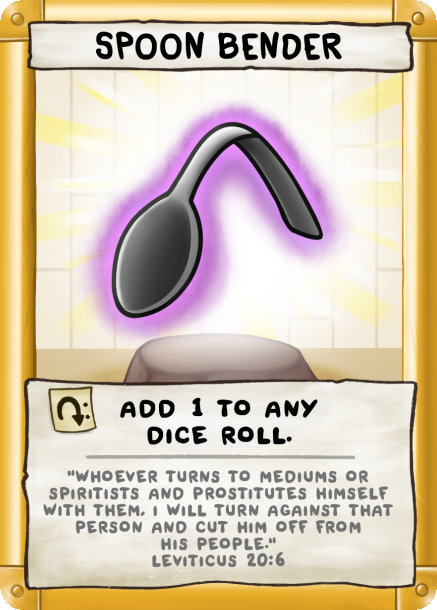 SPOON BENDER
ADD 1 TO ANY
DICE ROLL.
"WHOEVER TURNS TO MEDIUMS OR
SPIRITISTS AND PROSTITUTES HIMSELF
WITH THEM, I WILL TURN AGAINST THAT
PERSON AND CUT HIM OFF FROM
HIS PEOPLE."
LEVITICUS 20:6